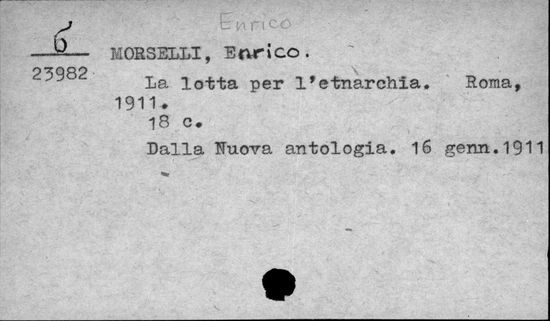 Enrico
6
23982
MORSELLI, Enrico.
La lotta per l'etnarchia. Roma,
1911.
18 c.
Dalla Nuova antologia. 16 genn.1911